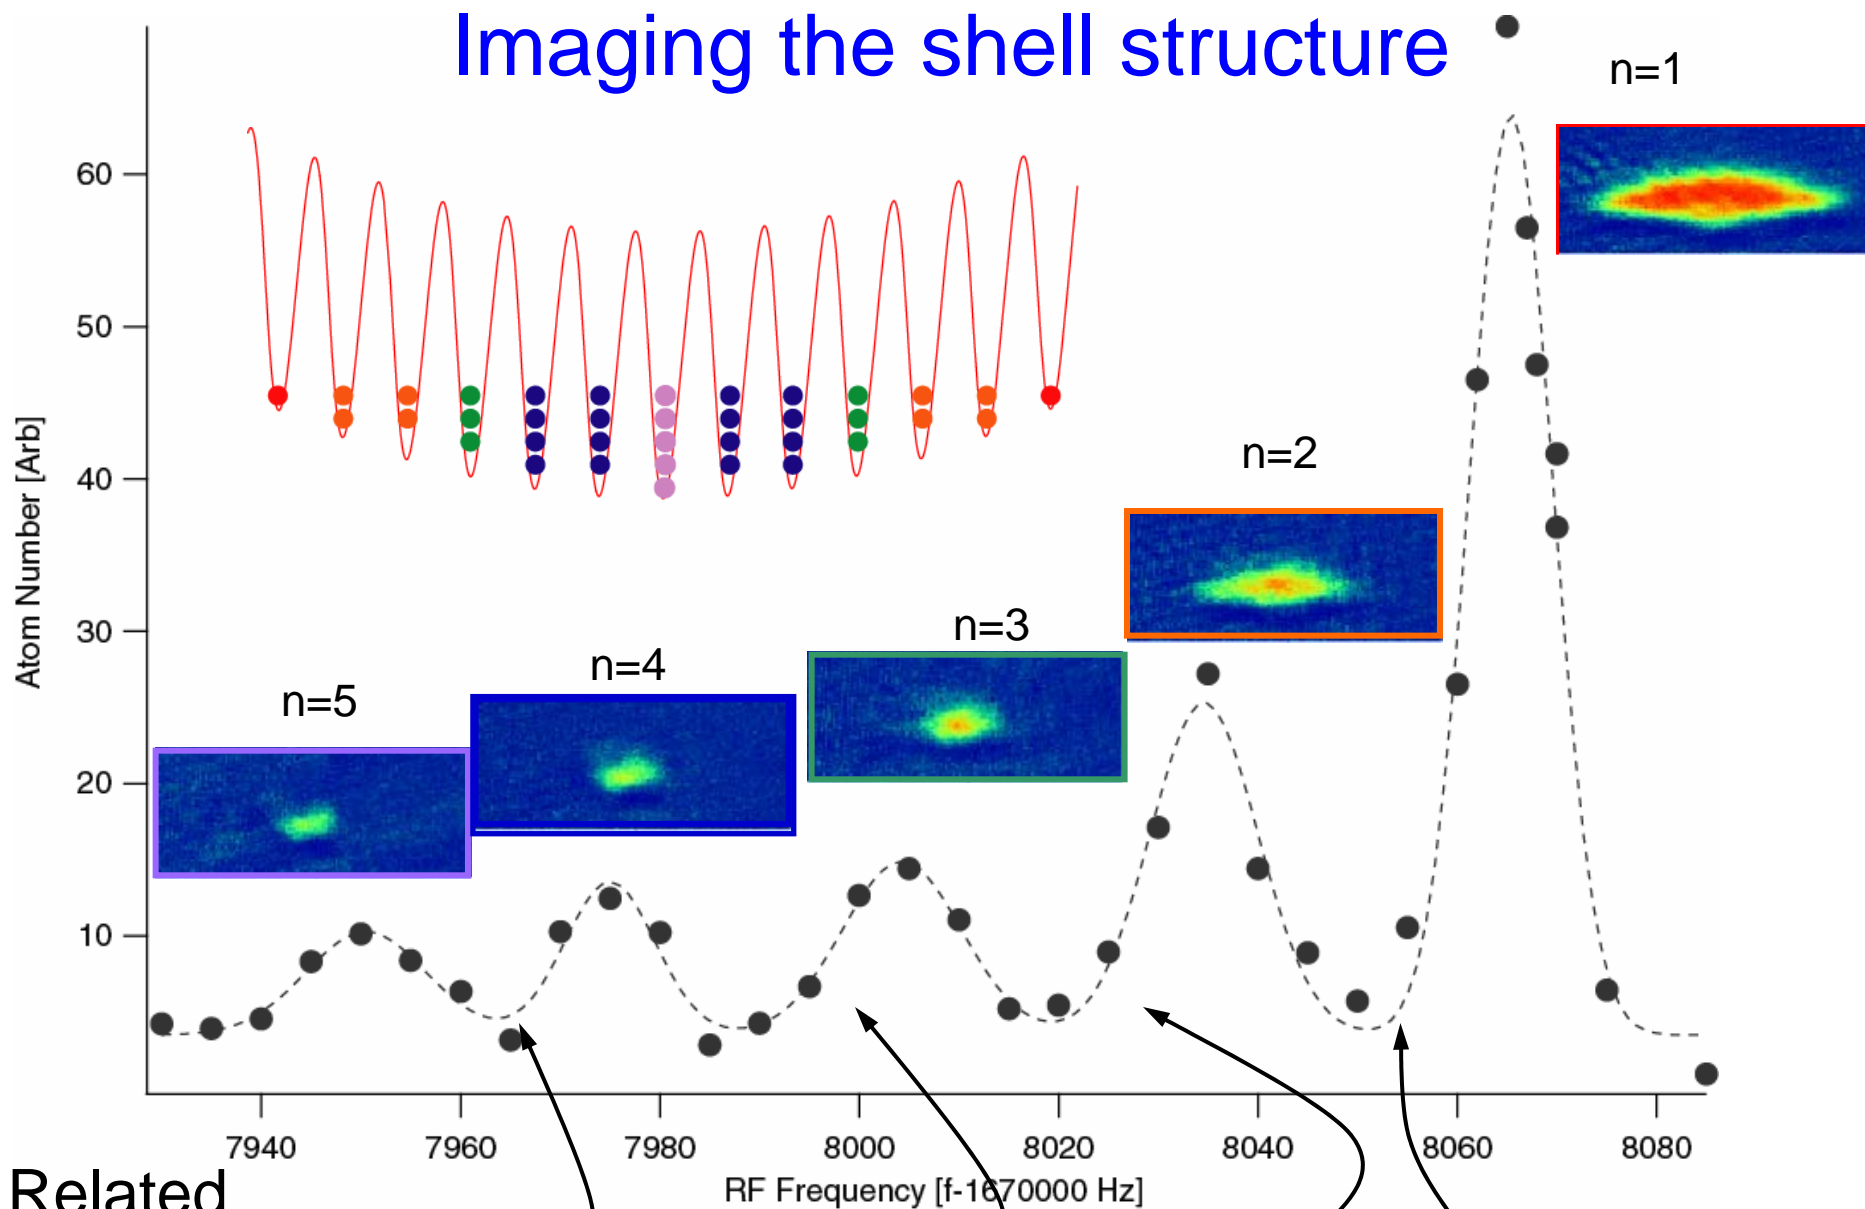 Imaging the shell structure
n=1
60
50
40
30
20
10
Atom Number [Arb]
n=2
n=3
n=4
n=5
7940 7960 7980 8000 8020 8040 8060 8080
RF Frequency [f-1670000 Hz]
Related